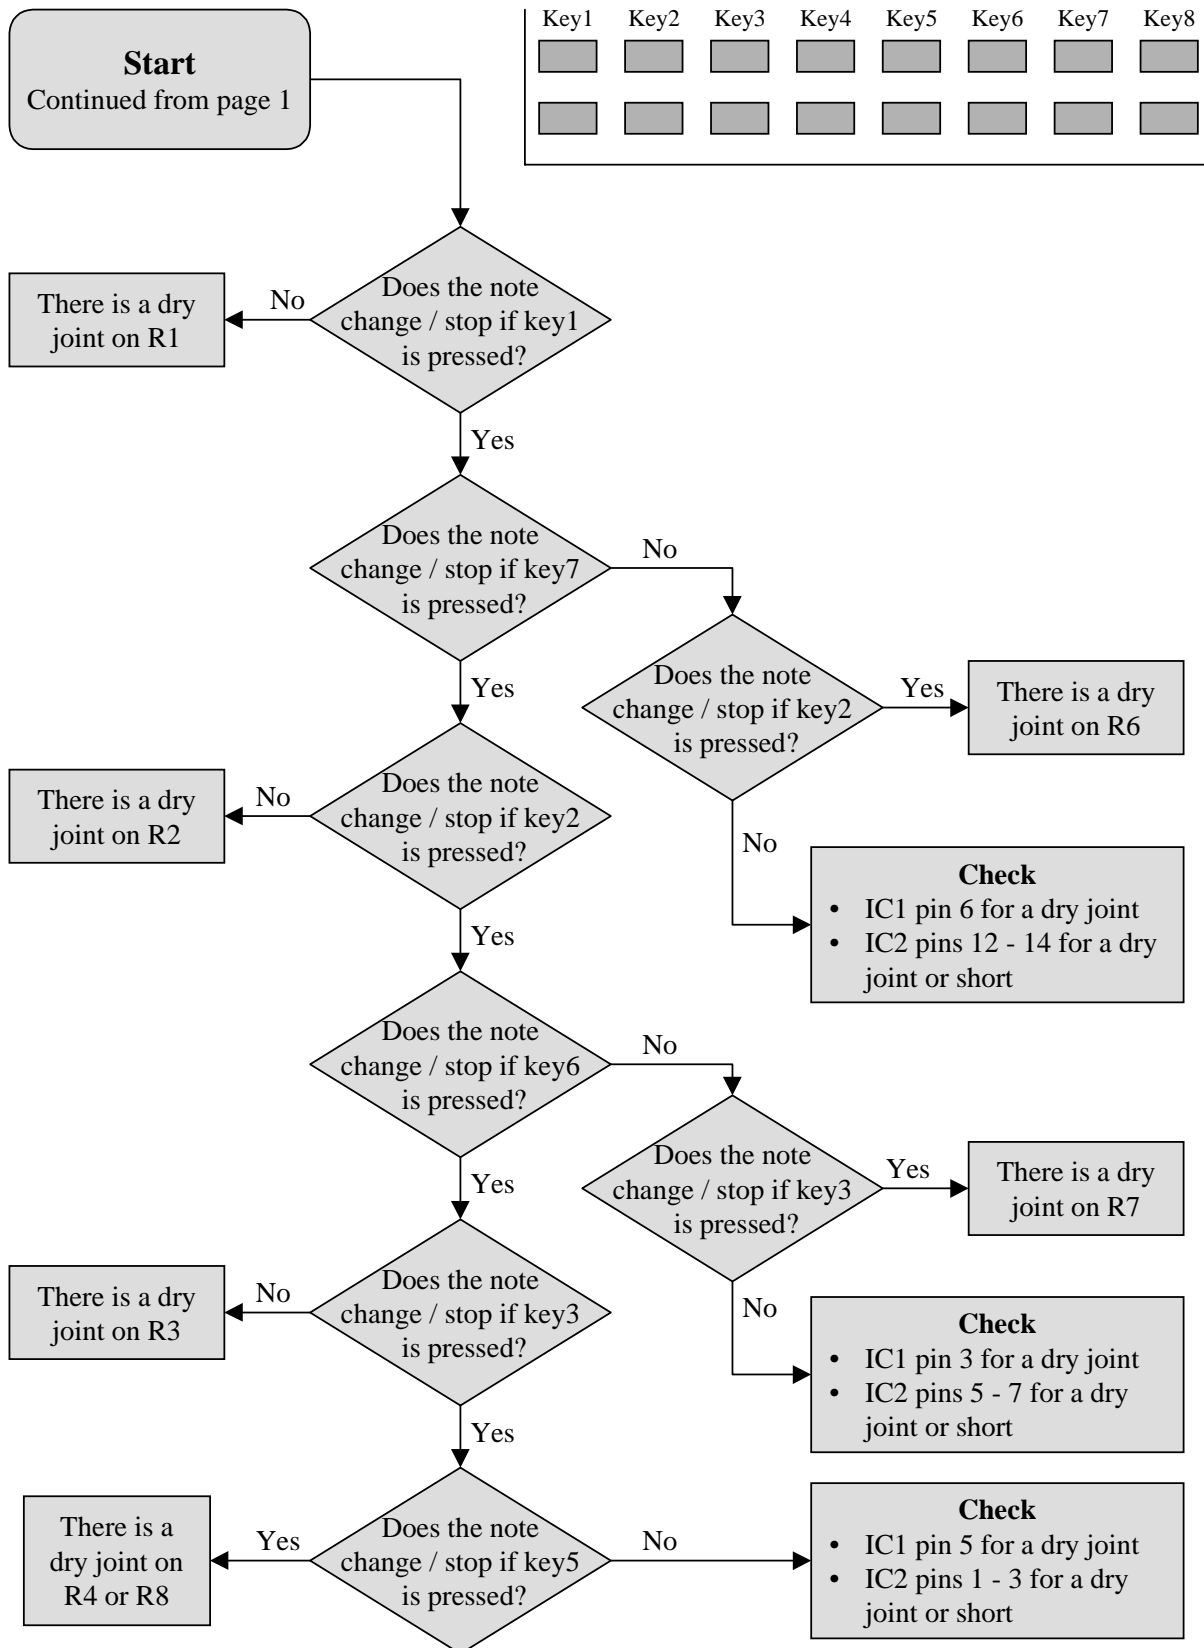 Start
Continued from page 1
Key1 Key2 Key3 Key4 Key5 Key6 Key7 Key8
Does the note
change / stop if key1
is pressed?
No
There is a dry
joint on R1
Yes
Does the note
change / stop if key7
is pressed?
No
Does the note
change / stop if key2
is pressed?
Yes
There is a dry
joint on R6
No
Check
• IC1 pin 6 for a dry joint
• IC2 pins 12 - 14 for a dry
joint or short
Yes
Does the note
change / stop if key2
is pressed?
No
There is a dry
joint on R2
Yes
Does the note
change / stop if key6
is pressed?
No
Does the note
change / stop if key3
is pressed?
Yes
There is a dry
joint on R7
No
Check
• IC1 pin 3 for a dry joint
• IC2 pins 5 - 7 for a dry
joint or short
Yes
Does the note
change / stop if key3
is pressed?
No
There is a dry
joint on R3
Yes
Does the note
change / stop if key5
is pressed?
Yes
There is a
dry joint on
R4 or R8
No
Check
• IC1 pin 5 for a dry joint
• IC2 pins 1 - 3 for a dry
joint or short